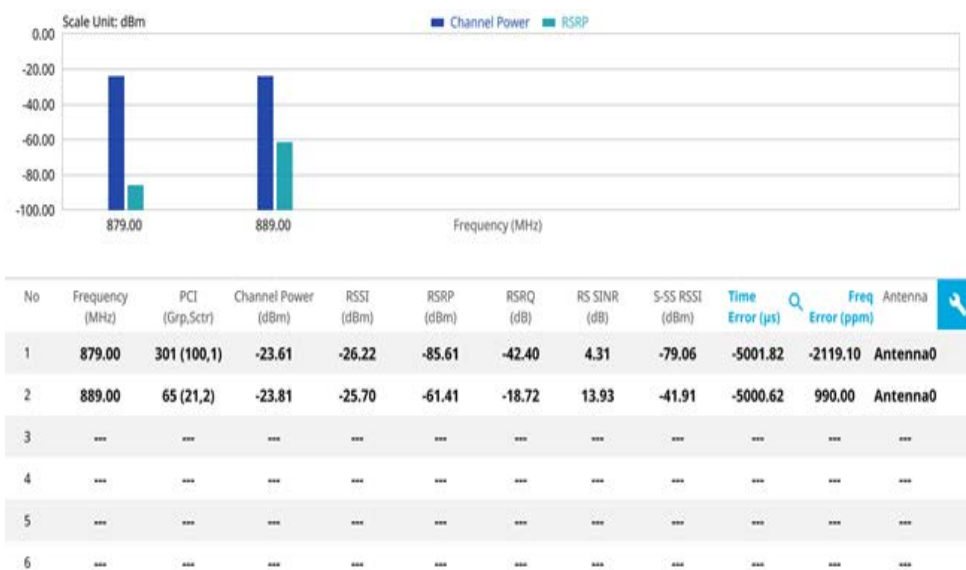 Scale Unit: dBm
Channel Power RSRP
0.00
-20.00
-40.00
-60.00
-80.00
-100.00
879.00 889.00 Frequency (MHz)
No Frequency PCI Channel Power RSSI RSRP RSRQ RS SINR S-SS RSSI Time Freq Antenna
(MHz) (Grp,Sctr) (dBm) (dBm) (dBm) (dB) (dB) (dBm) Error (µs) Error (ppm)
1 879.00 301 (100,1) -23.61 -26.22 -85.61 -42.40 4.31 -79.06 -5001.82 -2119.10 Antenna0
2 889.00 65 (21,2) -23.81 -25.70 -61.41 -18.72 13.93 -41.91 -5000.62 990.00 Antenna0
3 --- --- --- --- --- --- --- --- --- --- ---
4 --- --- --- --- --- --- --- --- --- --- ---
5 --- --- --- --- --- --- --- --- --- --- ---
6 --- --- --- --- --- --- --- --- --- --- ---